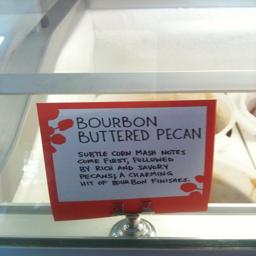 BOURBON
BUTTERED PECAN
SUBTLE CORN MASH NOTES
COME FIRST, FOLLOWED
BY RICH AND SAVORY
PECANS; A CHARMING
HIT OF BOURBON FINISHES.